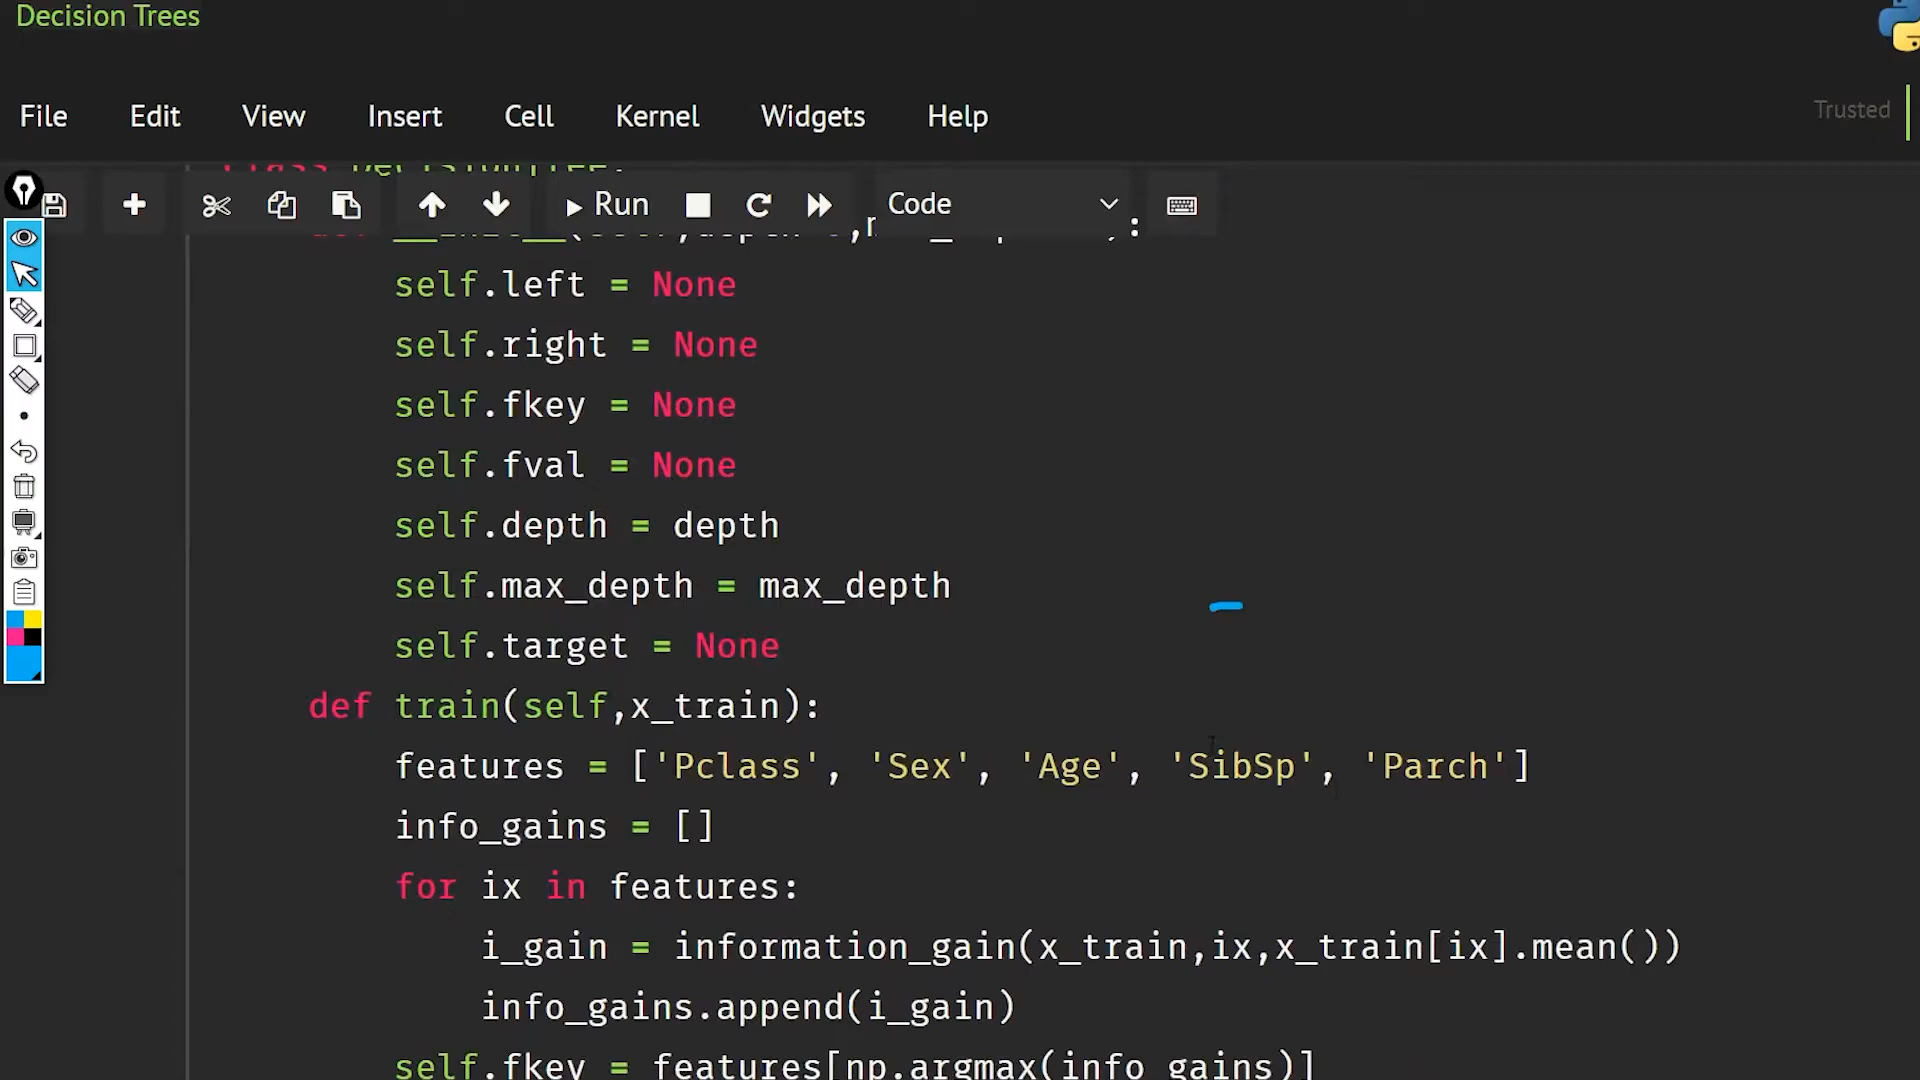 Decision Trees
File Edit View Insert Cell Kernel Widgets Help
Trusted
Run Code
self.left = None
self.right = None
self.fkey = None
self.fval = None
self.depth = depth
self.max_depth = max_depth
self.target = None
def train(self,x_train):
features = ['Pclass', 'Sex', 'Age', 'SibSp', 'Parch']
info_gains = []
for ix in features:
i_gain = information_gain(x_train,ix,x_train[ix].mean())
info_gains.append(i_gain)
self.fkey = features[np.argmax(info_gains)]